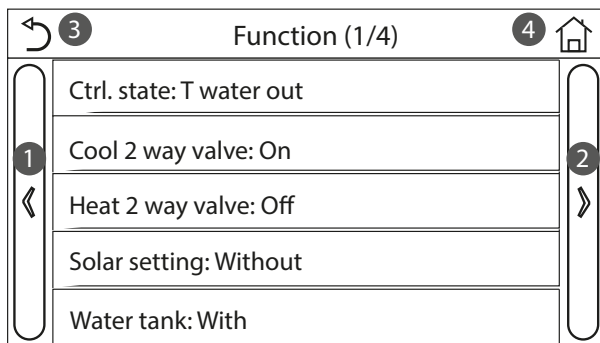 3 Function (1/4) 4
Ctrl. state: T water out
1 Cool 2 way valve: On 2
《 Heat 2 way valve: Off 》
Solar setting: Without
Water tank: With